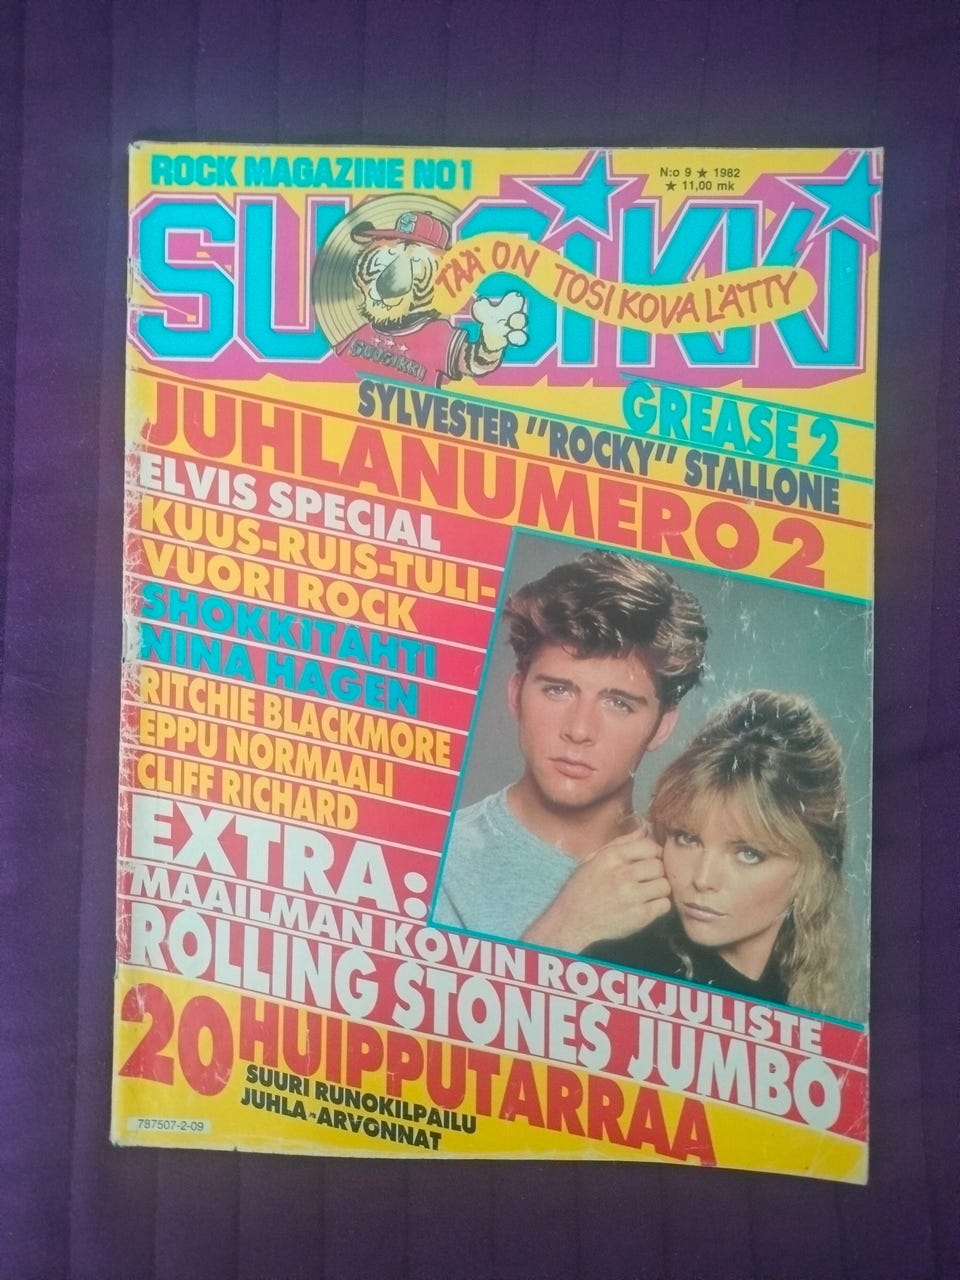 ROCK MAGAZINE NO 1
N:o 9 ★ 1982
★ 11,00 mk
SUOSIKKI
TÄÄ ON TOSI KOVA LÄTTY
S
SUOSIKKI
GREASE 2
SYLVESTER "ROCKY" STALLONE
JUHLANUMERO 2
ELVIS SPECIAL
KUUS-RUIS-TULI-
VUORI ROCK
SHOKKITÄHTI
NINA HAGEN
RITCHIE BLACKMORE
EPPU NORMAALI
CLIFF RICHARD
EXTRA:
MAAILMAN KOVIN ROCKJULISTE
ROLLING STONES JUMBO
20 HUIPPUTARRAA
SUURI RUNOKILPAILU
JUHLA-ARVONNAT
787507-2-09